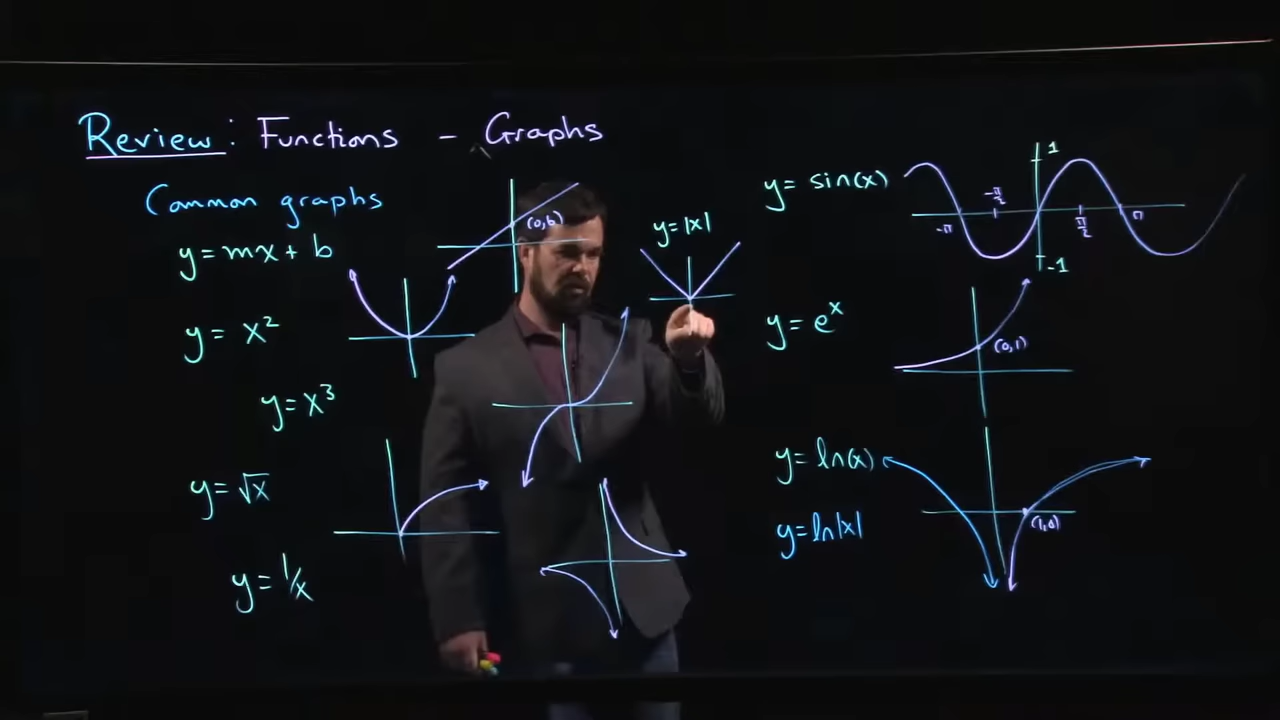 Review: Functions - Graphs
Common graphs
y = mx + b
(0,b)
y = x²
y = x³
y = √x
y = 1/x
y = |x|
y = sin(x)
1
-π
-π/2
π/2
π
-1
y = e^x
(0,1)
y = ln(x)
y = ln|x|
(1,0)